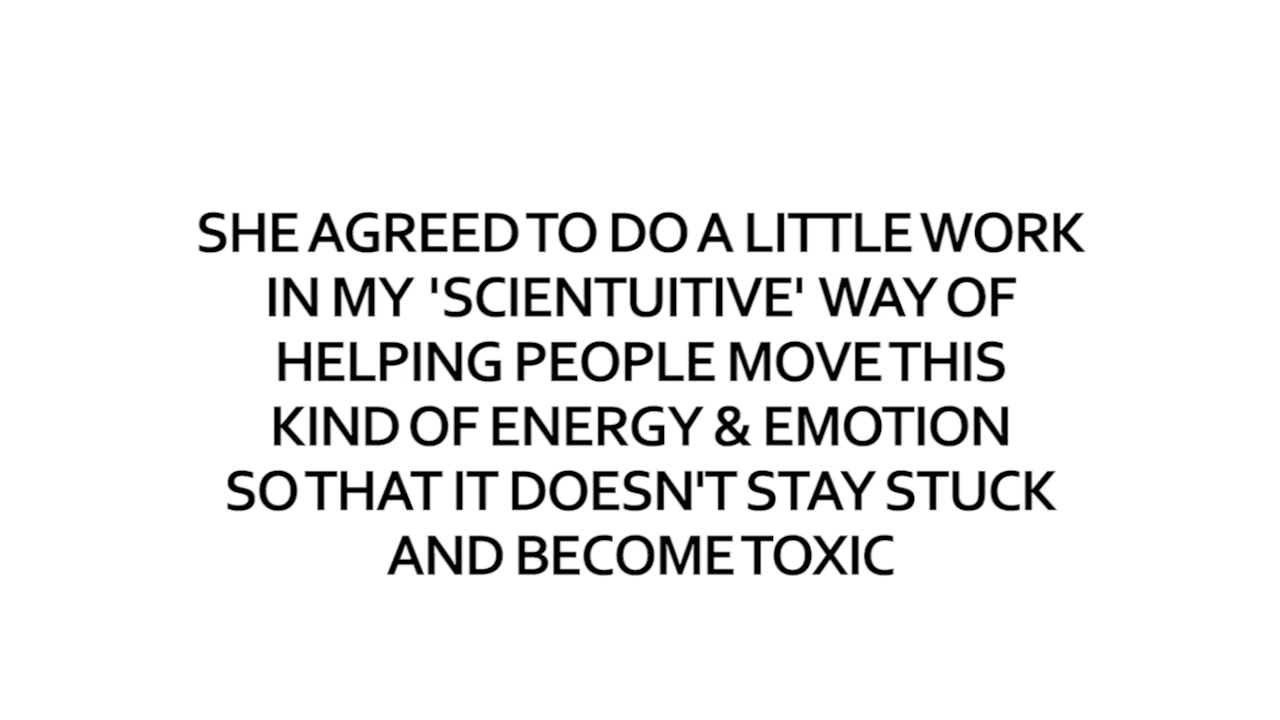 SHE AGREED TO DO A LITTLE WORK
IN MY 'SCIENTUITIVE' WAY OF
HELPING PEOPLE MOVE THIS
KIND OF ENERGY & EMOTION
SO THAT IT DOESN'T STAY STUCK
AND BECOME TOXIC